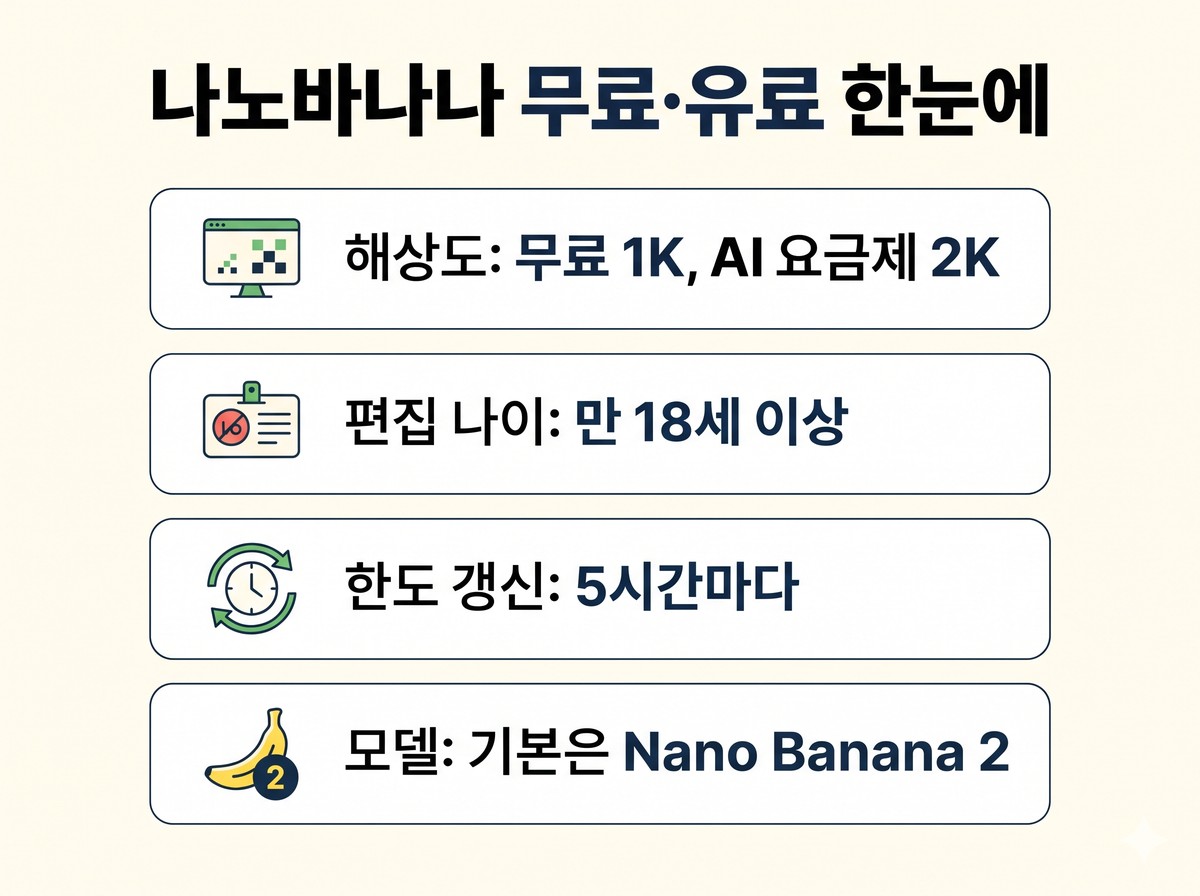 나노바나나 무료·유료 한눈에
해상도: 무료 1K, AI 요금제 2K
편집 나이: 만 18세 이상
한도 갱신: 5시간마다
모델: 기본은 Nano Banana 2
2